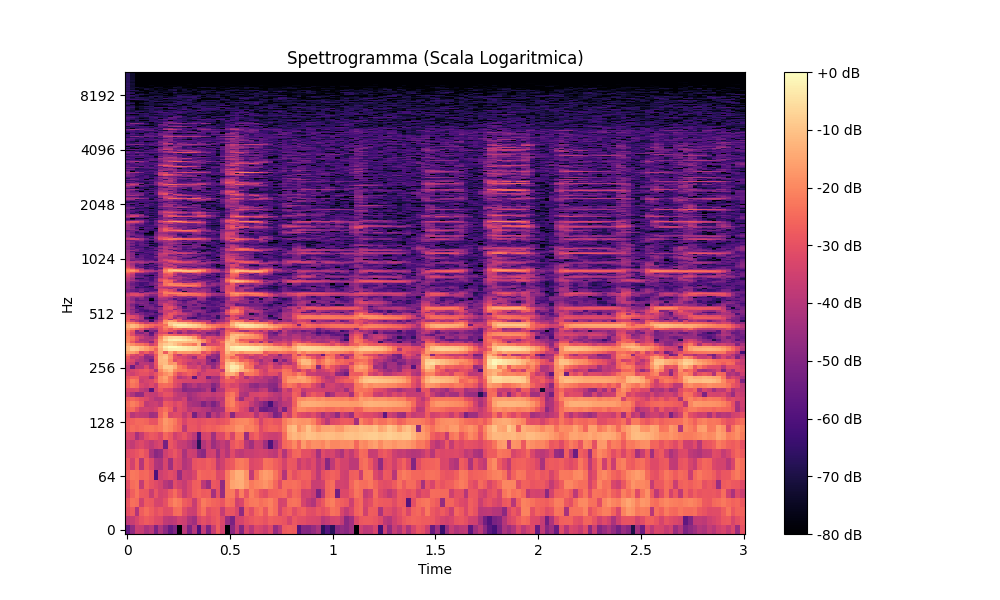 Spettrogramma (Scala Logaritmica)
Hz
8192
4096
2048
1024
512
256
128
64
0
0
0.5
1
1.5
2
2.5
3
Time
+0 dB
-10 dB
-20 dB
-30 dB
-40 dB
-50 dB
-60 dB
-70 dB
-80 dB